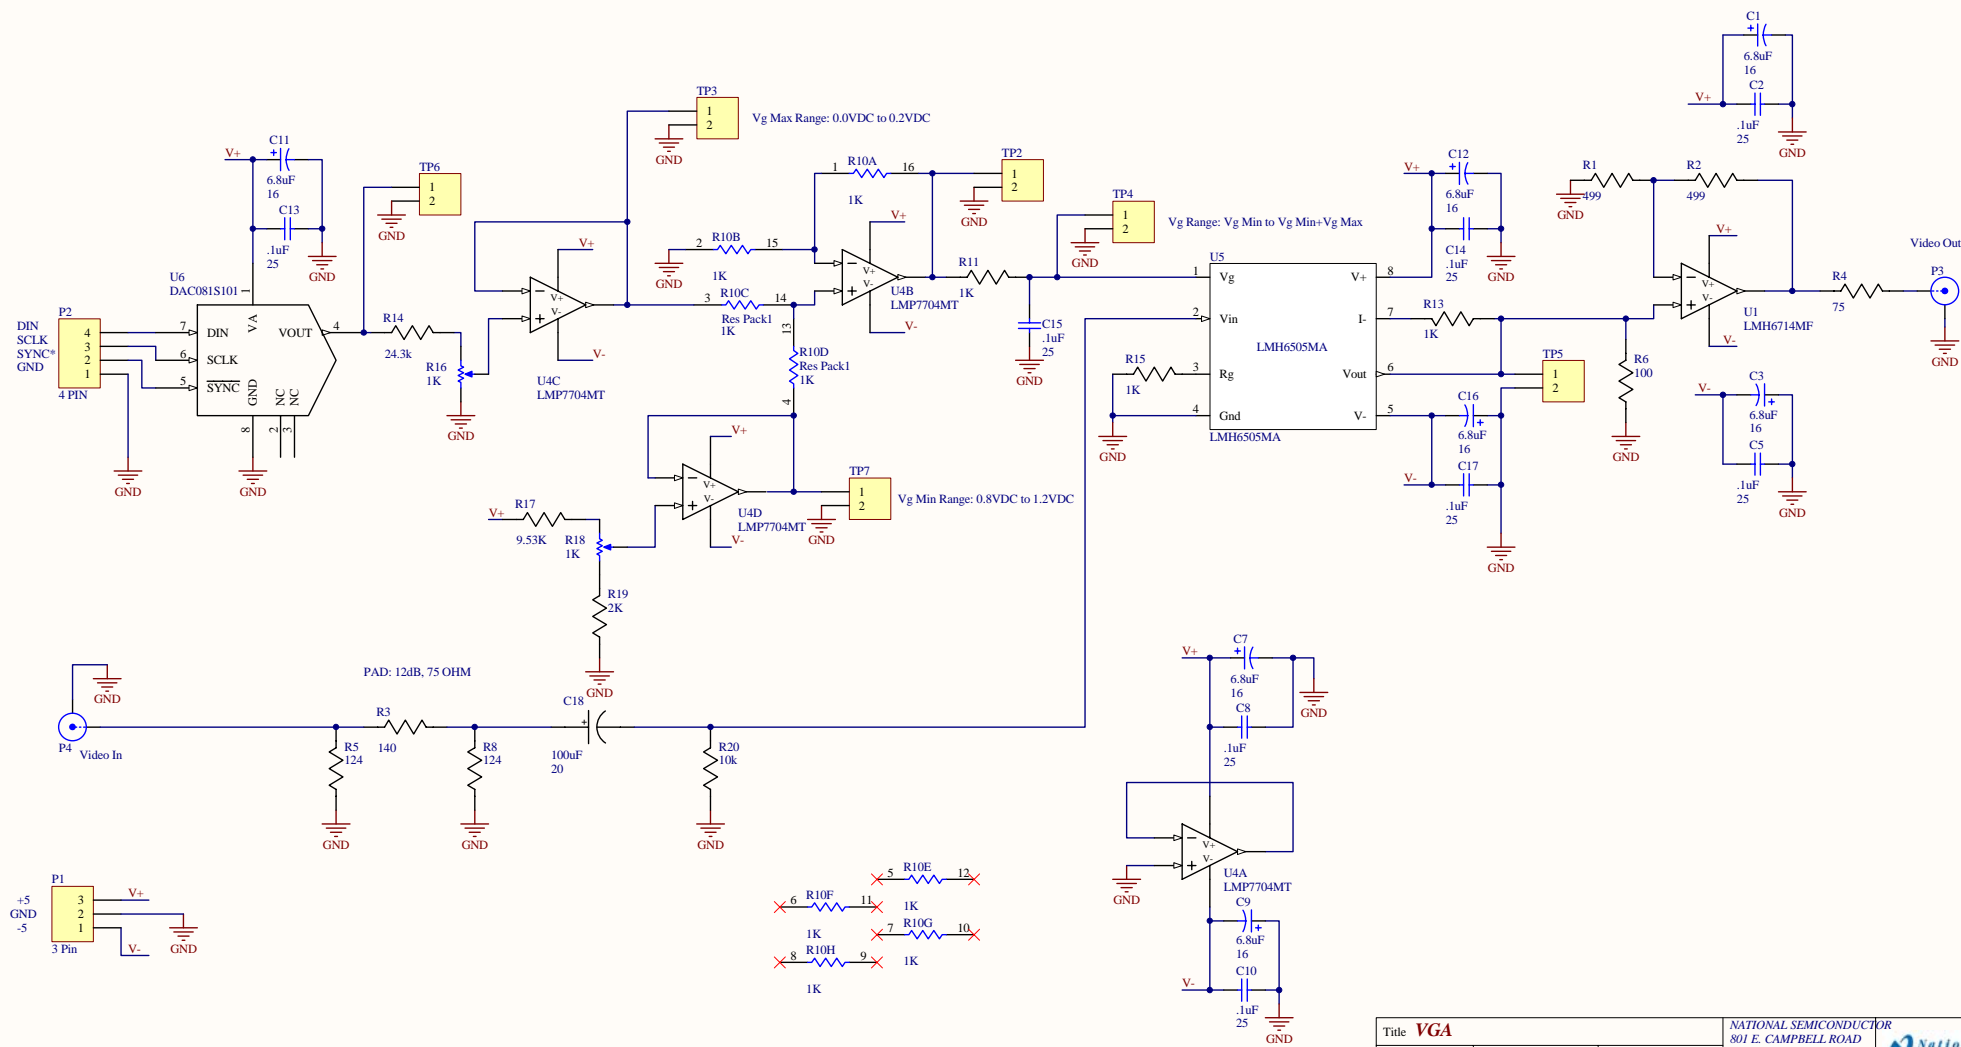 C1
+
6.8uF
16
C2
V+
.1uF
25
GND
TP3
1
2
Vg Max Range: 0.0VDC to 0.2VDC
GND
C11
V+
+
6.8uF
16
C13
.1uF
25
GND
TP6
1
2
GND
1 R10A 16
1K
TP2
1
2
GND
TP4
1
2
Vg Range: Vg Min to Vg Min+Vg Max
GND
C12
V+
+
6.8uF
16
C14
.1uF
25
GND
R1
499
GND
R2
499
V+
V+
V-
V-
U1
LMH6714MF
R4
75
Video Out
P3
GND
2 R10B 15
1K
GND
3 R10C 14
Res Pack1
1K
V+
V+
V-
V-
U4B
LMP7704MT
R11
1K
C15
.1uF
25
GND
U6
DAC081S101
1
VA
7 DIN
6 SCLK
5 SYNC
VOUT 4
GND
NC
NC
8
2
3
GND
P2
DIN
SCLK
SYNC*
GND
4
3
2
1
4 PIN
GND
R14
24.3k
R16
1K
GND
V+
V+
V-
V-
U4C
LMP7704MT
13
R10D
Res Pack1
1K
4
U5
1 Vg
2 Vin
3 Rg
4 Gnd
LMH6505MA
V+ 8
I- 7
Vout 6
V- 5
LMH6505MA
R15
1K
GND
R13
1K
TP5
1
2
R6
100
GND
C16
+
6.8uF
16
C17
V-
.1uF
25
GND
C3
V-
+
6.8uF
16
C5
.1uF
25
GND
V+
V+
V-
V-
U4D
LMP7704MT
TP7
1
2
Vg Min Range: 0.8VDC to 1.2VDC
GND
V+
R17
9.53K
R18
1K
R19
2K
GND
PAD: 12dB, 75 OHM
GND
P4
Video In
R3
140
R5
124
GND
R8
124
GND
C18
+
100uF
20
R20
10k
GND
C7
V+
+
6.8uF
16
C8
.1uF
25
GND
V+
V-
U4A
LMP7704MT
GND
C9
+
6.8uF
16
C10
V-
.1uF
25
GND
5 R10E 12
1K
6 R10F 11
1K
7 R10G 10
1K
8 R10H 9
1K
P1
+5
GND
-5
3
2
1
3 Pin
V+
GND
V-
Title VGA
NATIONAL SEMICONDUCTOR
801 E. CAMPBELL ROAD